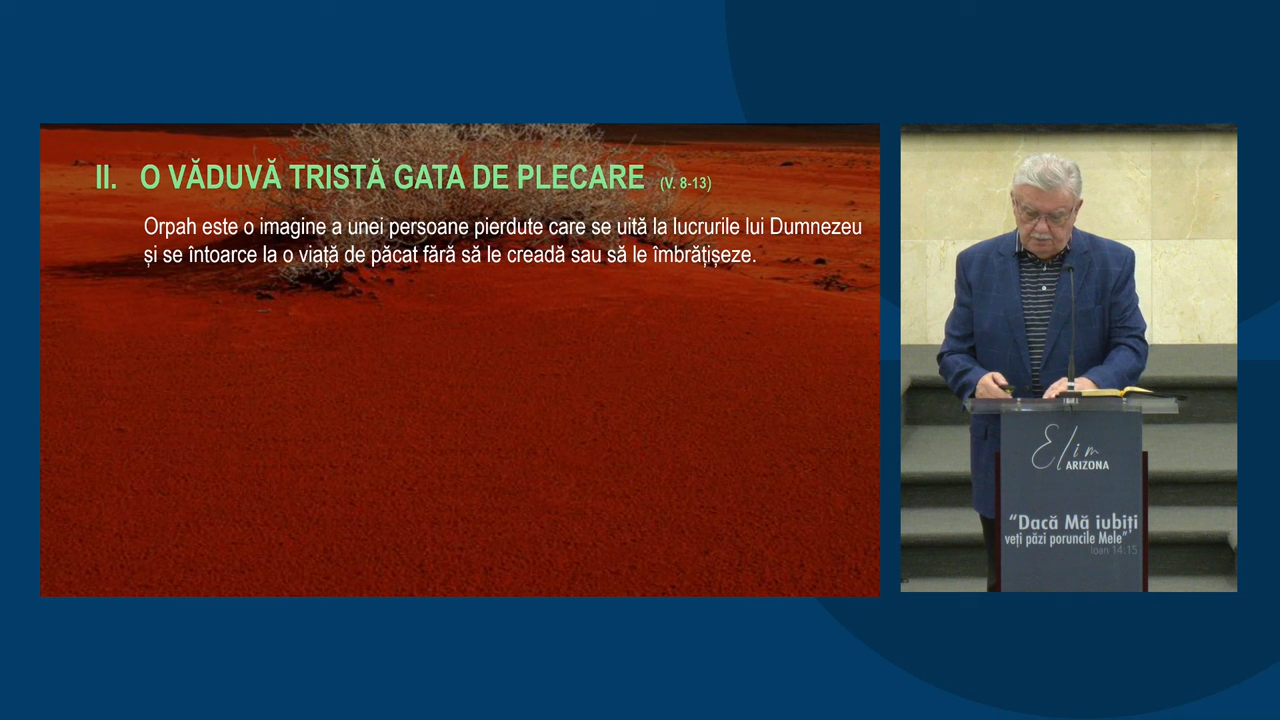 II. O VĂDUVĂ TRISTĂ GATA DE PLECARE (V. 8-13)
Orpah este o imagine a unei persoane pierdute care se uită la lucrurile lui Dumnezeu
și se întoarce la o viață de păcat fără să le creadă sau să le îmbrățișeze.
Elim
ARIZONA
“Dacă Mă iubiți
veți păzi poruncile Mele”
Ioan 14:15